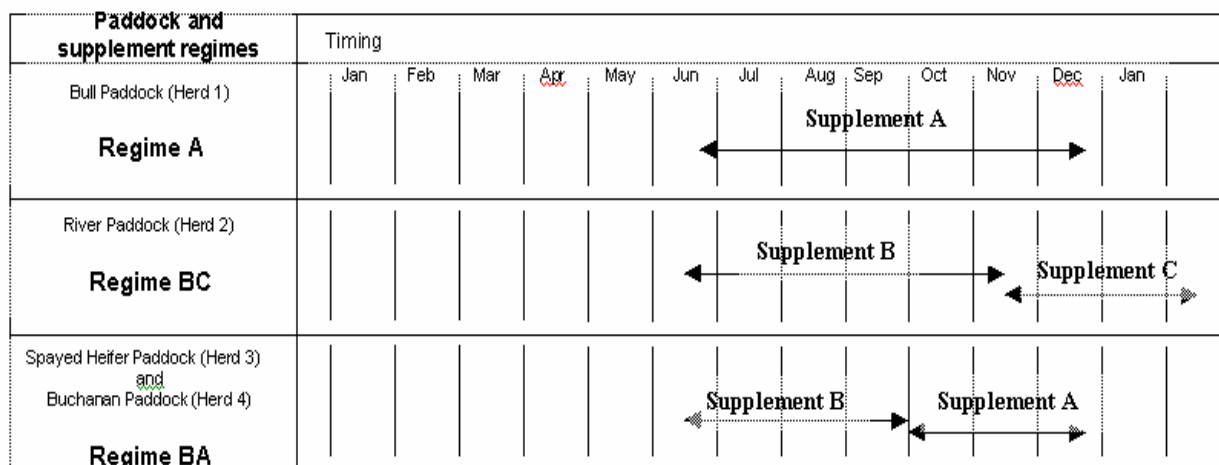 Paddock and
supplement regimes
Timing
Jan Feb Mar Apr May Jun Jul Aug Sep Oct Nov Dec Jan
Bull Paddock (Herd 1)
Regime A
Supplement A
River Paddock (Herd 2)
Regime BC
Supplement B
Supplement C
Spayed Heifer Paddock (Herd 3)
and
Buchanan Paddock (Herd 4)
Regime BA
Supplement B
Supplement A